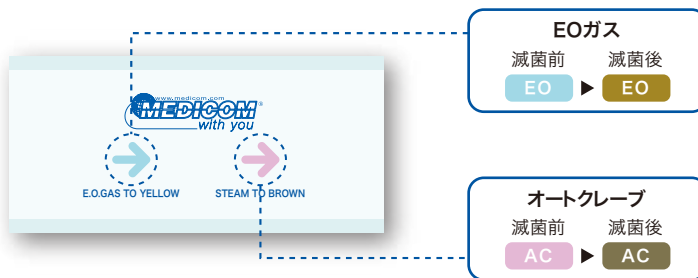 www.medicom.com
MEDICOM®
with you
E.O.GAS TO YELLOW
STEAM TO BROWN
EOガス
滅菌前 滅菌後
EO ▶ EO
オートクレーブ
滅菌前 滅菌後
AC ▶ AC